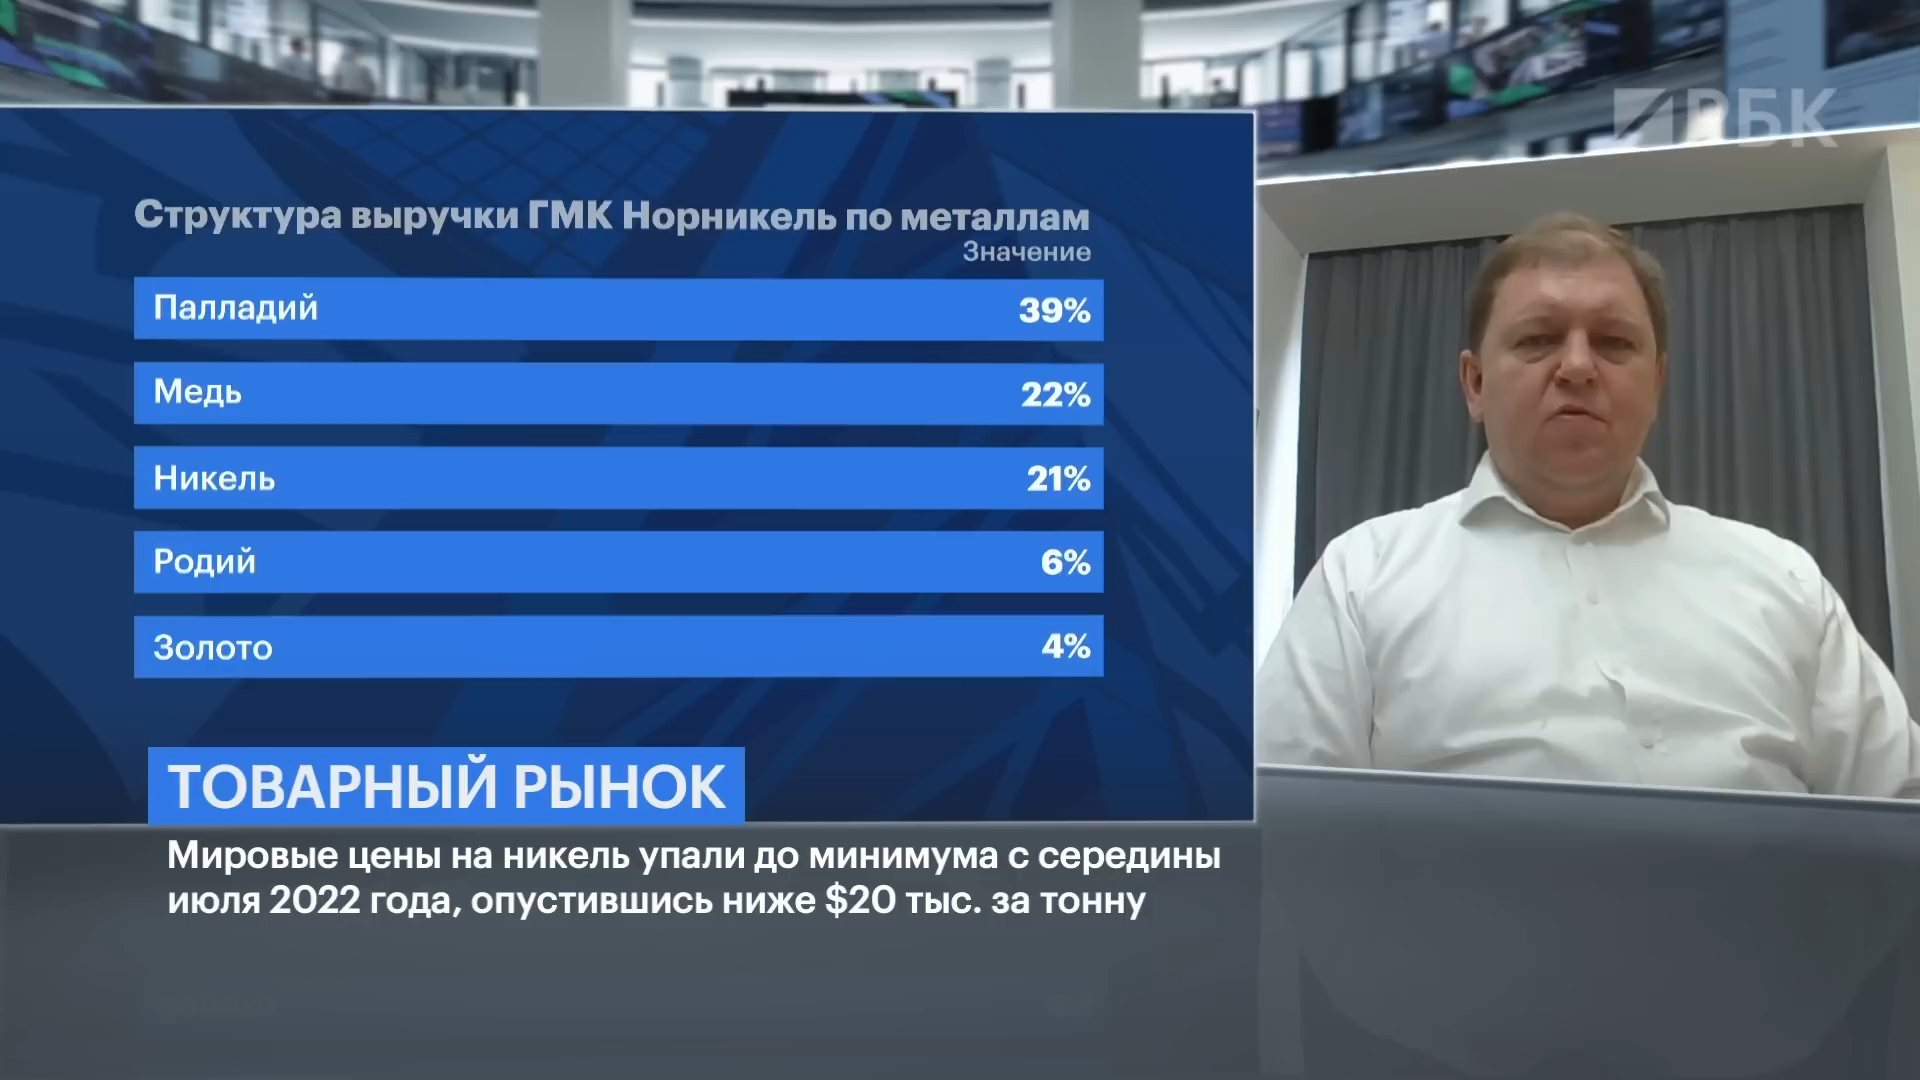 РБК
Структура выручки ГМК Норникель по металлам
Значение
Палладий 39%
Медь 22%
Никель 21%
Родий 6%
Золото 4%
ТОВАРНЫЙ РЫНОК
Мировые цены на никель упали до минимума с середины
июля 2022 года, опустившись ниже $20 тыс. за тонну